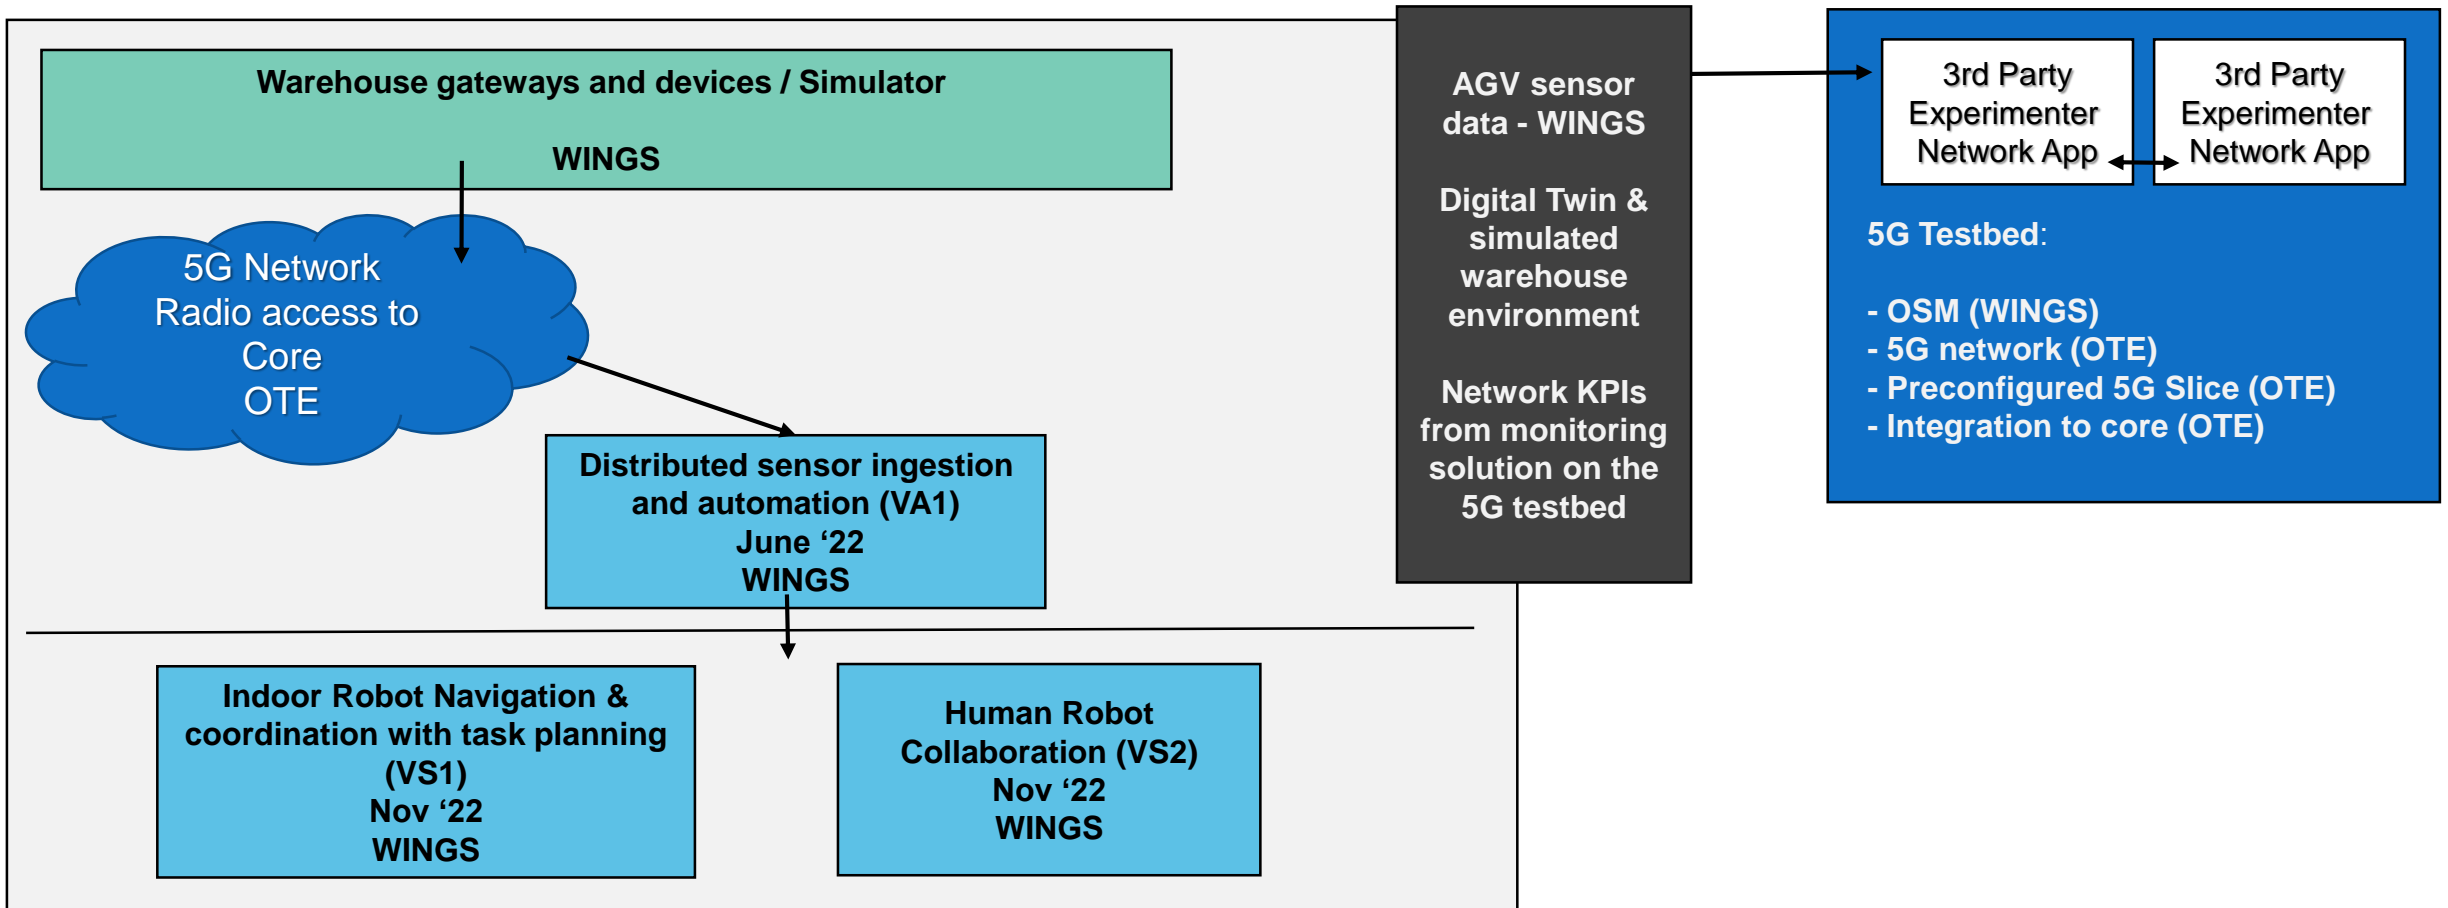 Warehouse gateways and devices / Simulator
WINGS
5G Network
Radio access to
Core
OTE
Distributed sensor ingestion
and automation (VA1)
June ‘22
WINGS
Indoor Robot Navigation &
coordination with task planning
(VS1)
Nov ‘22
WINGS
Human Robot
Collaboration (VS2)
Nov ‘22
WINGS
AGV sensor
data - WINGS
Digital Twin &
simulated
warehouse
environment
Network KPIs
from monitoring
solution on the
5G testbed
3rd Party
Experimenter
Network App
3rd Party
Experimenter
Network App
5G Testbed:
- OSM (WINGS)
- 5G network (OTE)
- Preconfigured 5G Slice (OTE)
- Integration to core (OTE)